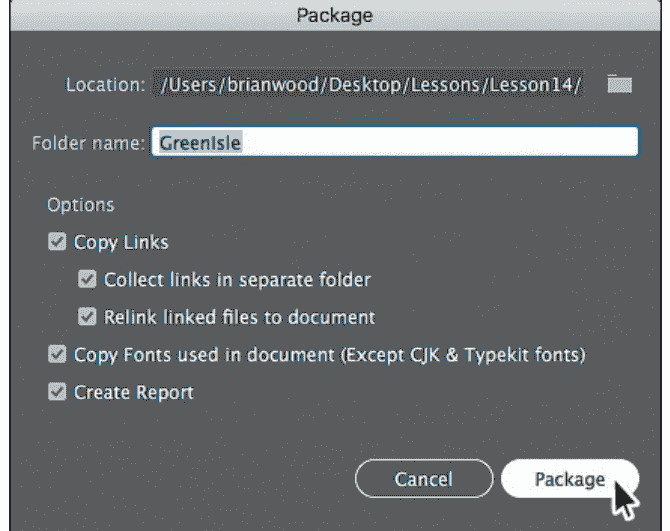 Package
Location: /Users/brianwood/Desktop/Lessons/Lesson14/
Folder name: GreenIsle
Options
Copy Links
Collect links in separate folder
Relink linked files to document
Copy Fonts used in document (Except CJK & Typekit fonts)
Create Report
Cancel Package